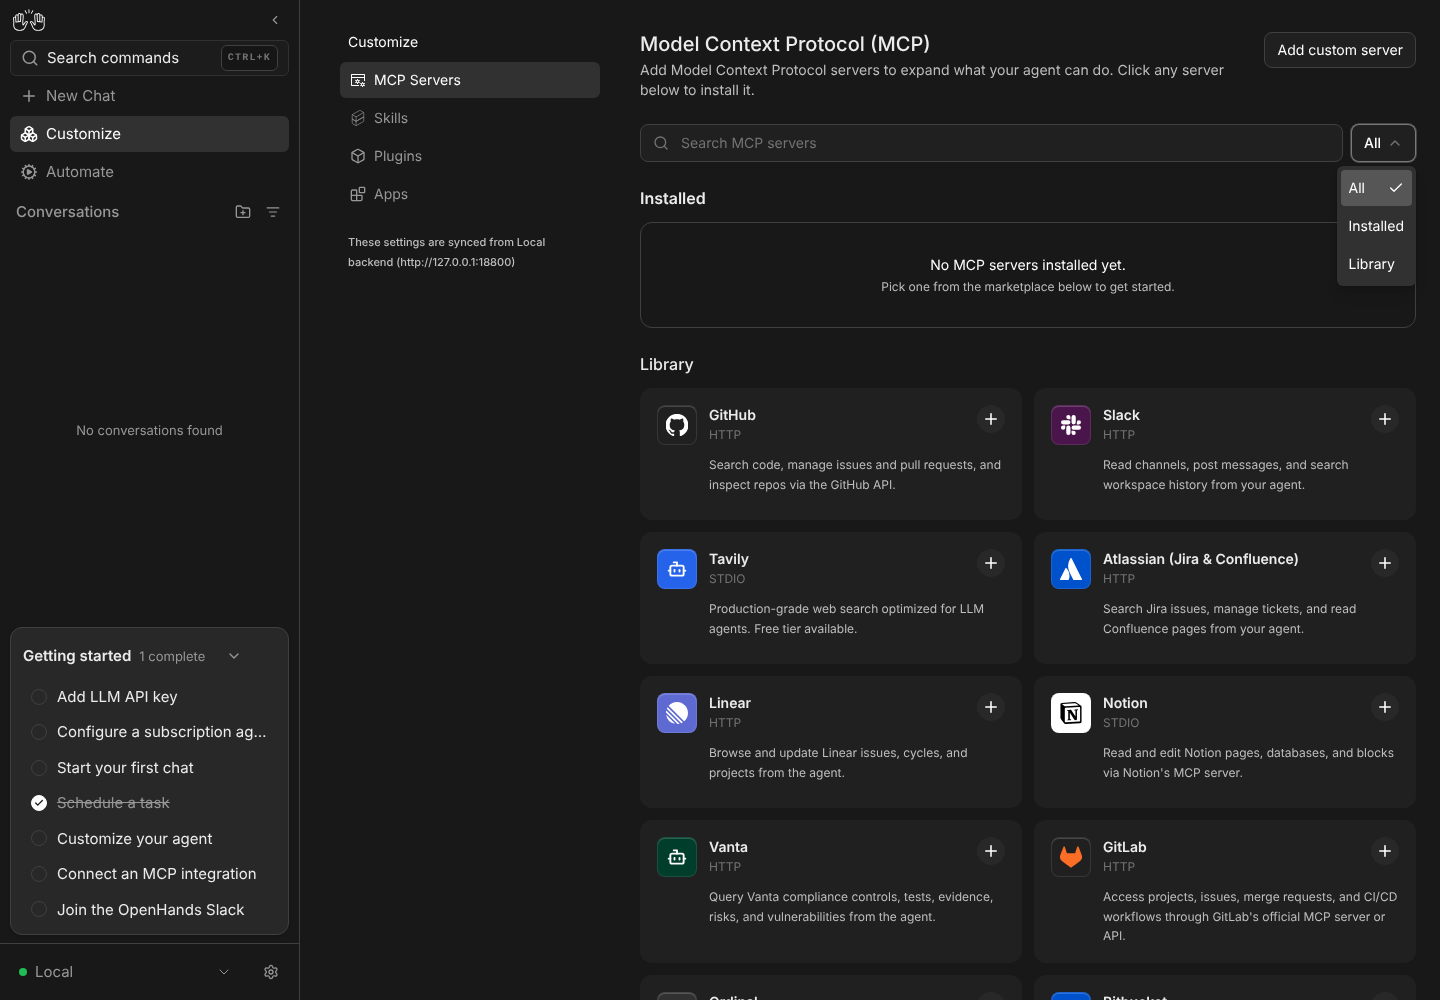 Search commands
CTRL+K
New Chat
Customize
Automate
Conversations
No conversations found
Getting started 1 complete
Add LLM API key
Configure a subscription ag...
Start your first chat
Schedule a task
Customize your agent
Connect an MCP integration
Join the OpenHands Slack
Local
Customize
MCP Servers
Skills
Plugins
Apps
These settings are synced from Local
backend (http://127.0.0.1:18800)
Model Context Protocol (MCP)
Add Model Context Protocol servers to expand what your agent can do. Click any server
below to install it.
Add custom server
Search MCP servers
All
All
Installed
Library
Installed
No MCP servers installed yet.
Pick one from the marketplace below to get started.
Library
GitHub
HTTP
Search code, manage issues and pull requests, and
inspect repos via the GitHub API.
Slack
HTTP
Read channels, post messages, and search
workspace history from your agent.
Tavily
STDIO
Production-grade web search optimized for LLM
agents. Free tier available.
Atlassian (Jira & Confluence)
HTTP
Search Jira issues, manage tickets, and read
Confluence pages from your agent.
Linear
HTTP
Browse and update Linear issues, cycles, and
projects from the agent.
Notion
STDIO
Read and edit Notion pages, databases, and blocks
via Notion's MCP server.
Vanta
HTTP
Query Vanta compliance controls, tests, evidence,
risks, and vulnerabilities from the agent.
GitLab
HTTP
Access projects, issues, merge requests, and CI/CD
workflows through GitLab's official MCP server or
API.
Ordinal
Bitbucket